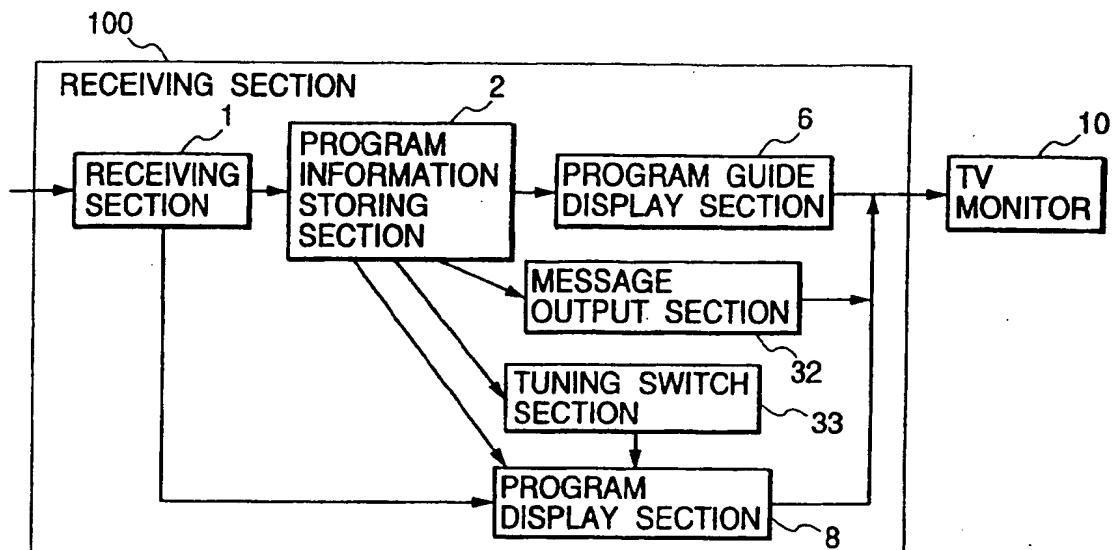 100
RECEIVING SECTION
1
2
6
10
RECEIVING
SECTION
PROGRAM
INFORMATION
STORING
SECTION
PROGRAM GUIDE
DISPLAY SECTION
TV
MONITOR
MESSAGE
OUTPUT SECTION
32
TUNING SWITCH
SECTION
33
PROGRAM
DISPLAY SECTION
8